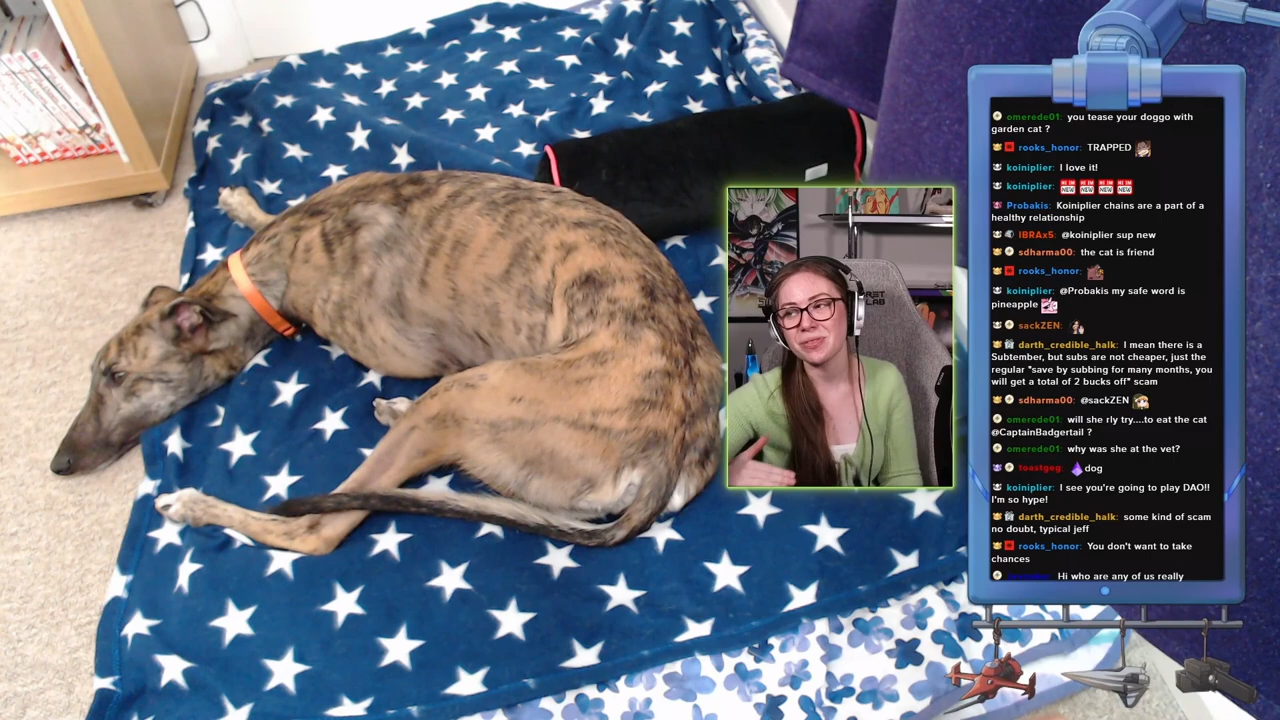 omerede01: you tease your doggo with
garden cat ?
rooks_honor: TRAPPED
koiniplier: I love it!
koiniplier: NEW NEW NEW NEW
Probakis: Koiniplier chains are a part of a
healthy relationship
IBRAx5: @koiniplier sup new
sdharma00: the cat is friend
rooks_honor:
koiniplier: @Probakis my safe word is
pineapple
sackZEN:
darth_credible_halk: I mean there is a
Subtember, but subs are not cheaper, just the
regular "save by subbing for many months, you
will get a total of 2 bucks off" scam
sdharma00: @sackZEN
omerede01: will she rly try....to eat the cat
@CaptainBadgertail ?
omerede01: why was she at the vet?
toastgeg: dog
koiniplier: I see you're going to play DAO!!
I'm so hype!
darth_credible_halk: some kind of scam
no doubt, typical jeff
rooks_honor: You don't want to take
chances
Hi who are any of us really
LAB